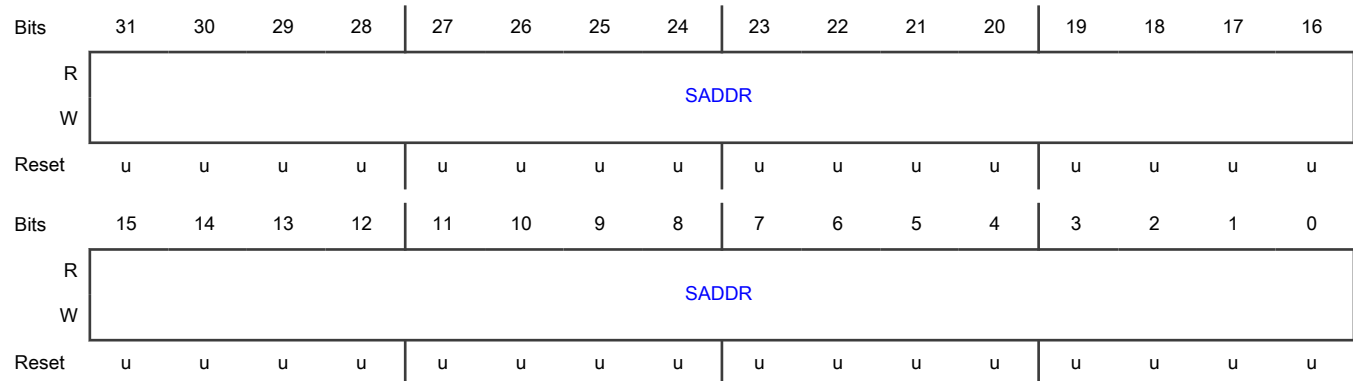 Bits 31 30 29 28 27 26 25 24 23 22 21 20 19 18 17 16
R
SADDR
W
Reset u u u u u u u u u u u u u u u u
Bits 15 14 13 12 11 10 9 8 7 6 5 4 3 2 1 0
R
SADDR
W
Reset u u u u u u u u u u u u u u u u